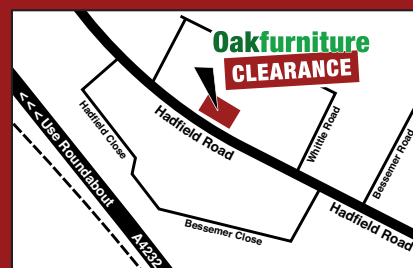 Oakfurniture
CLEARANCE
Hadfield Close
Hadfield Road
Whittle Road
Bessemer Road
< < < Use Roundabout
A4232
Bessemer Close
Hadfield Road